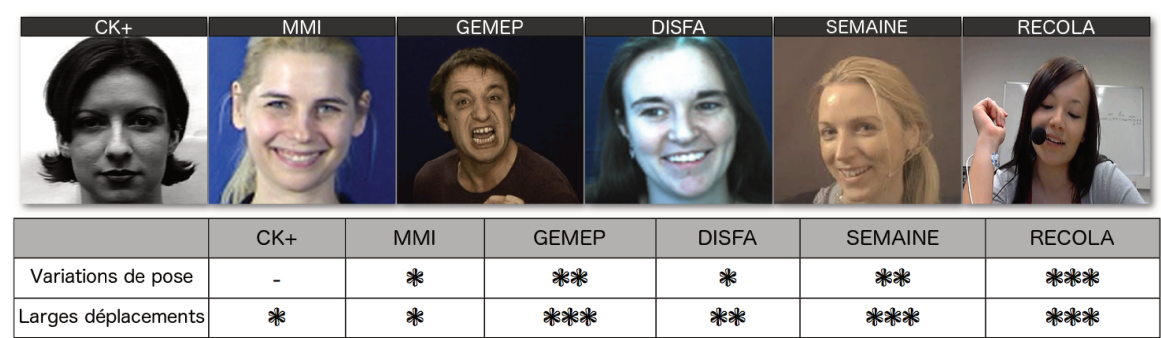 CK+ MMI GEMEP DISFA SEMAINE RECOLA
CK+ MMI GEMEP DISFA SEMAINE RECOLA
Variations de pose - ❃ ❃❃ ❃ ❃❃ ❃❃❃
Larges déplacements ❃ ❃ ❃❃❃ ❃❃ ❃❃❃ ❃❃❃